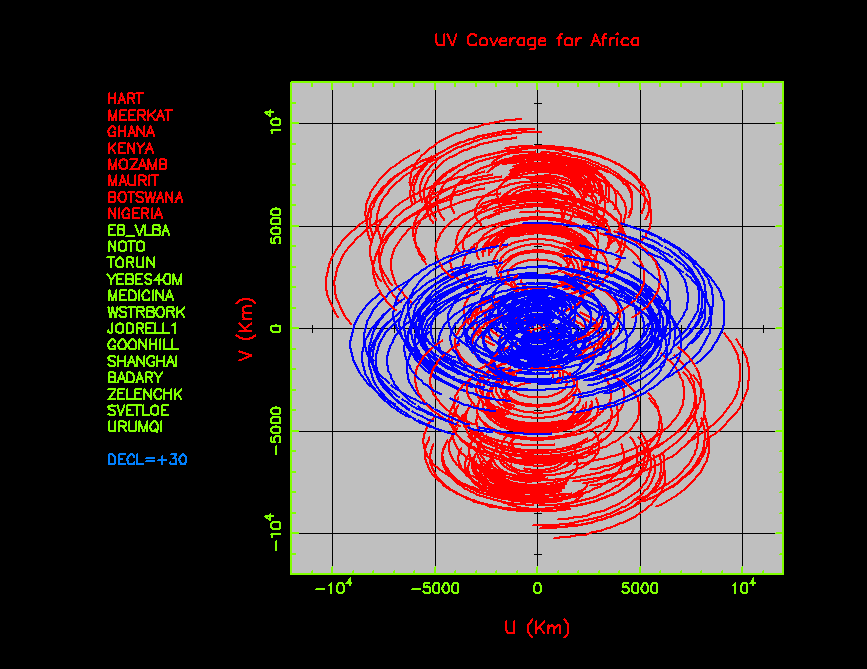 UV Coverage for Africa
HART
MEERKAT
GHANA
KENYA
MOZAMB
MAURIT
BOTSWANA
NIGERIA
EB_VLBA
NOTO
TORUN
YEBES40M
MEDICINA
WSTRBORK
JODRELL1
GOONHILL
SHANGHAI
BADARY
ZELENCHK
SVETLOE
URUMQI
DECL=+30
V (Km)
10⁴
5000
0
−5000
−10⁴
−10⁴ −5000 0 5000 10⁴
U (Km)